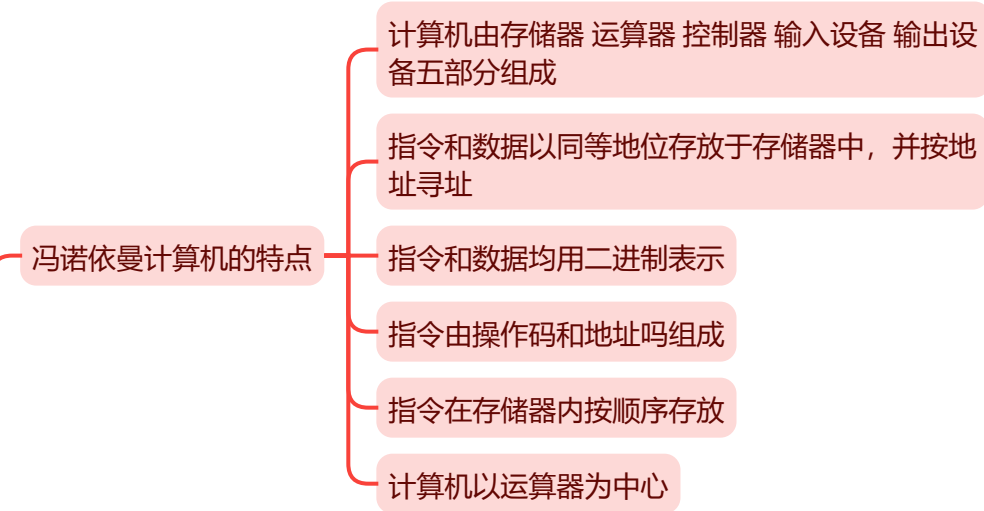 计算机由存储器 运算器 控制器 输入设备 输出设
备五部分组成
指令和数据以同等地位存放于存储器中，并按地
址寻址
冯诺依曼计算机的特点
指令和数据均用二进制表示
指令由操作码和地址吗组成
指令在存储器内按顺序存放
计算机以运算器为中心